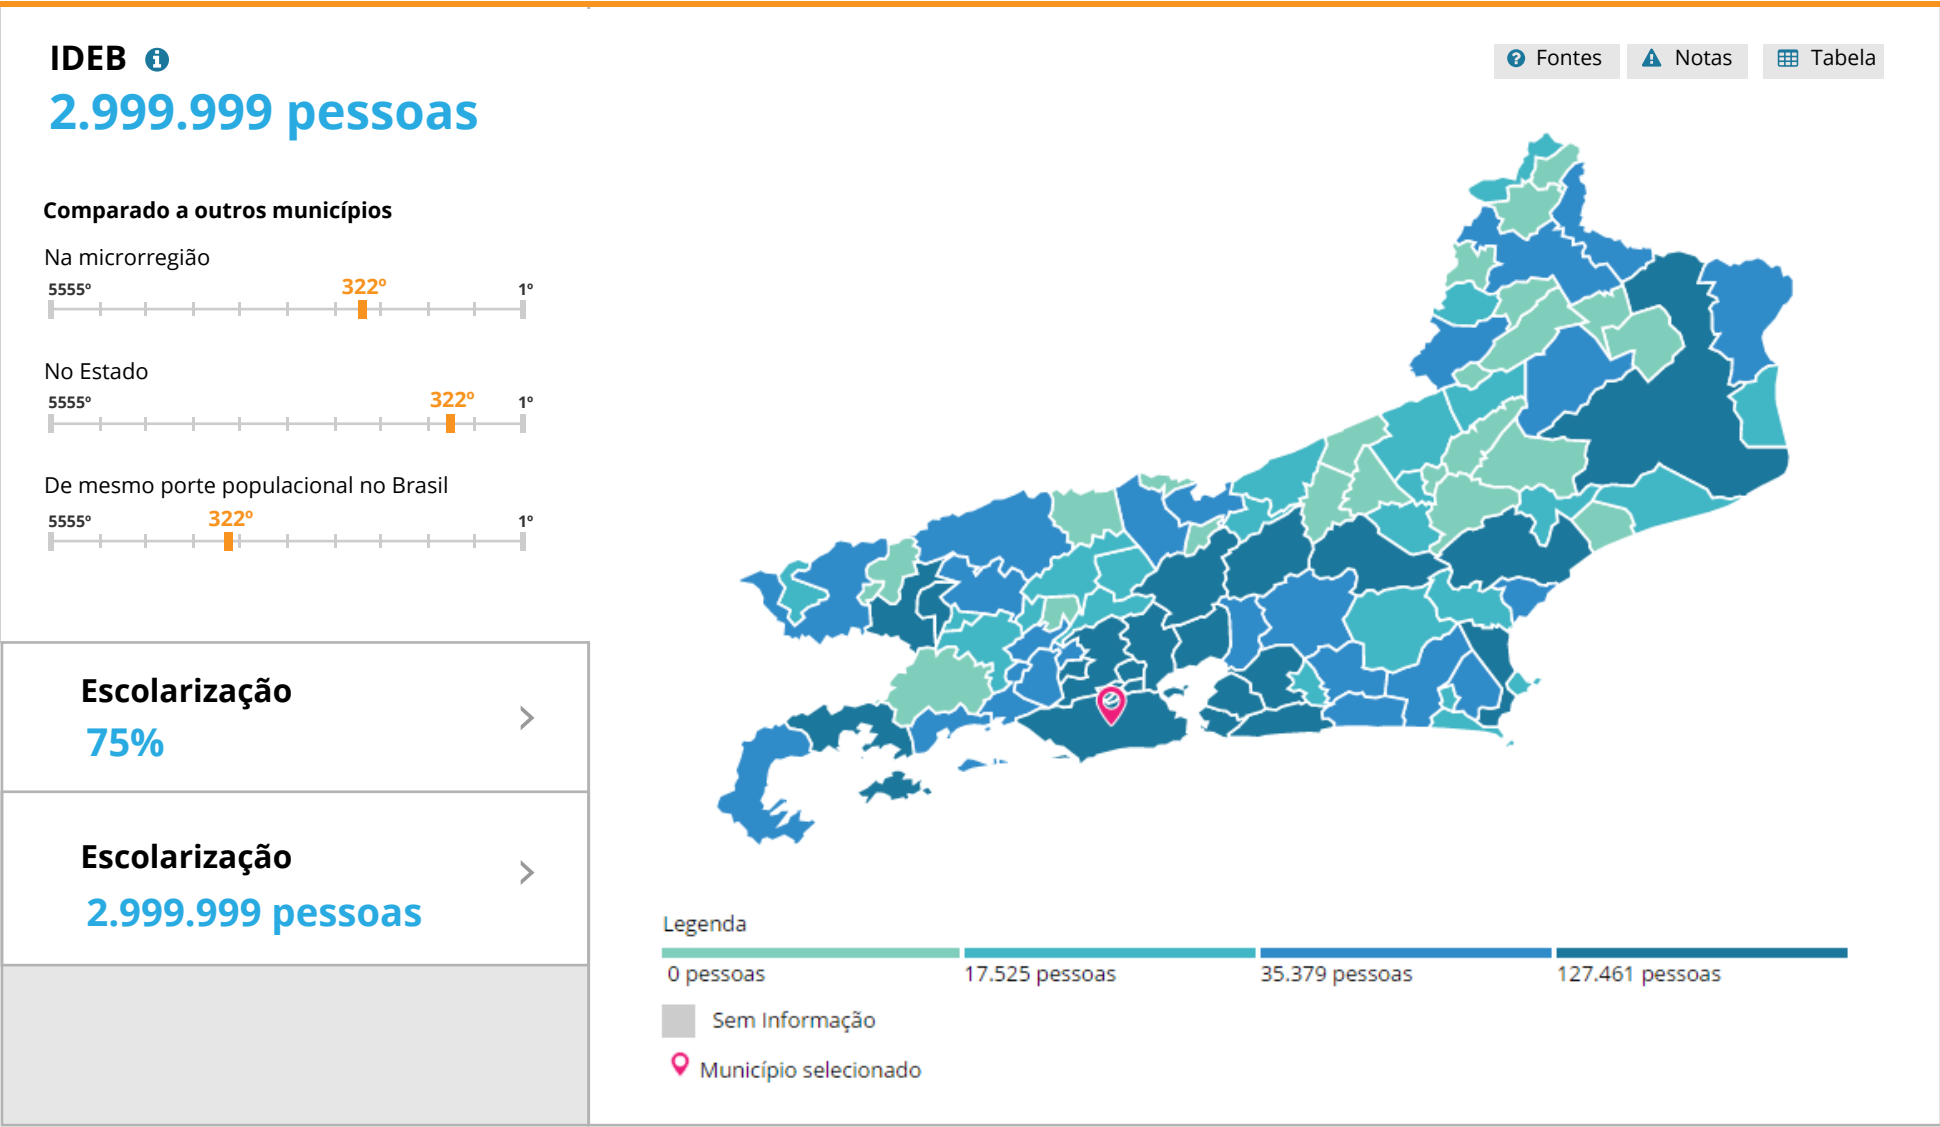 IDEB
2.999.999 pessoas
Fontes
Notas
Tabela
Comparado a outros municípios
Na microrregião
5555º
322º
1º
No Estado
5555º
322º
1º
De mesmo porte populacional no Brasil
5555º
322º
1º
Escolarização
75%
Escolarização
2.999.999 pessoas
Legenda
0 pessoas
17.525 pessoas
35.379 pessoas
127.461 pessoas
Sem Informação
Município selecionado